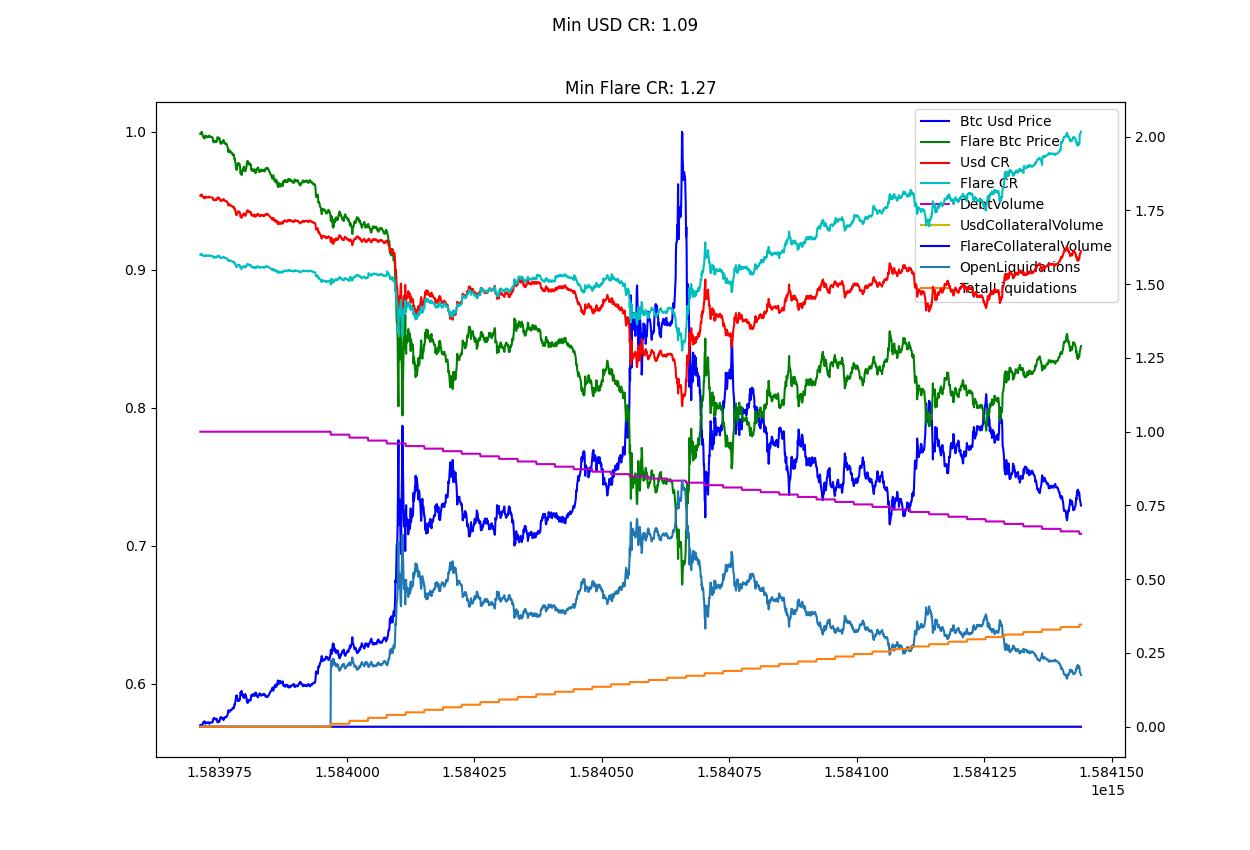 Min USD CR: 1.09
Min Flare CR: 1.27
Btc Usd Price
Flare Btc Price
Usd CR
Flare CR
DebtVolume
UsdCollateralVolume
FlareCollateralVolume
OpenLiquidations
TotalLiquidations
1.0
0.9
0.8
0.7
0.6
2.00
1.75
1.50
1.25
1.00
0.75
0.50
0.25
0.00
1.583975 1.584000 1.584025 1.584050 1.584075 1.584100 1.584125 1.584150
1e15